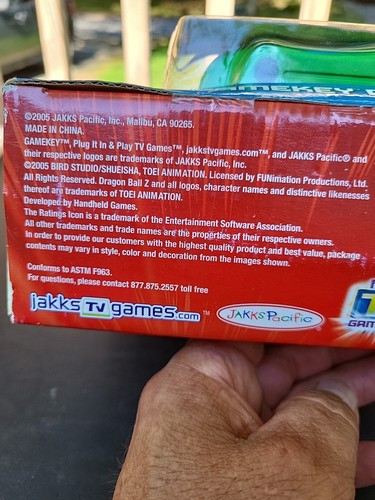 GAMEKEY
©2005 JAKKS Pacific, Inc., Malibu, CA 90265.
MADE IN CHINA.
GAMEKEY™, Plug It In & Play TV Games™, jakkstvgames.com™, and JAKKS Pacific® and
their respective logos are trademarks of JAKKS Pacific, Inc.
©2005 BIRD STUDIO/SHUEISHA, TOEI ANIMATION. Licensed by FUNimation Productions, Ltd.
All Rights Reserved. Dragon Ball Z and all logos, character names and distinctive likenesses
thereof are trademarks of TOEI ANIMATION.
Developed by Handheld Games.
The Ratings Icon is a trademark of the Entertainment Software Association.
All other trademarks and trade names are the properties of their respective owners.
In order to provide our customers with the highest quality product and best value, package
contents may vary in style, color and decoration from the images shown.
Conforms to ASTM F963.
For questions, please contact 877.875.2557 toll free
jakks TV games.com™
JAKKS Pacific
GAM